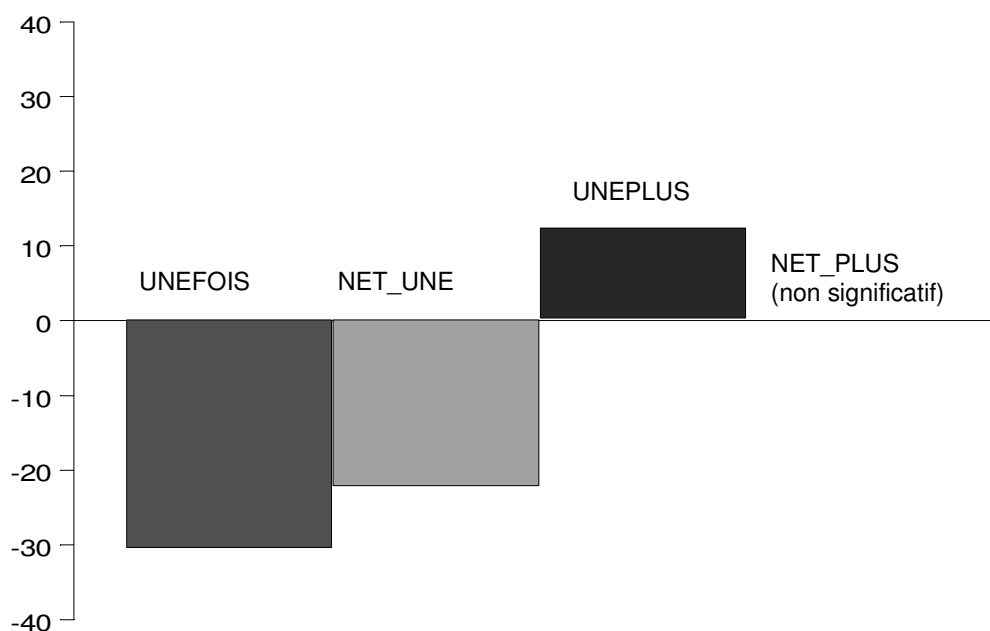 40
30
20
UNEPLUS
10
UNEFOIS
NET_UNE
NET_PLUS
(non significatif)
0
-10
-20
-30
-40